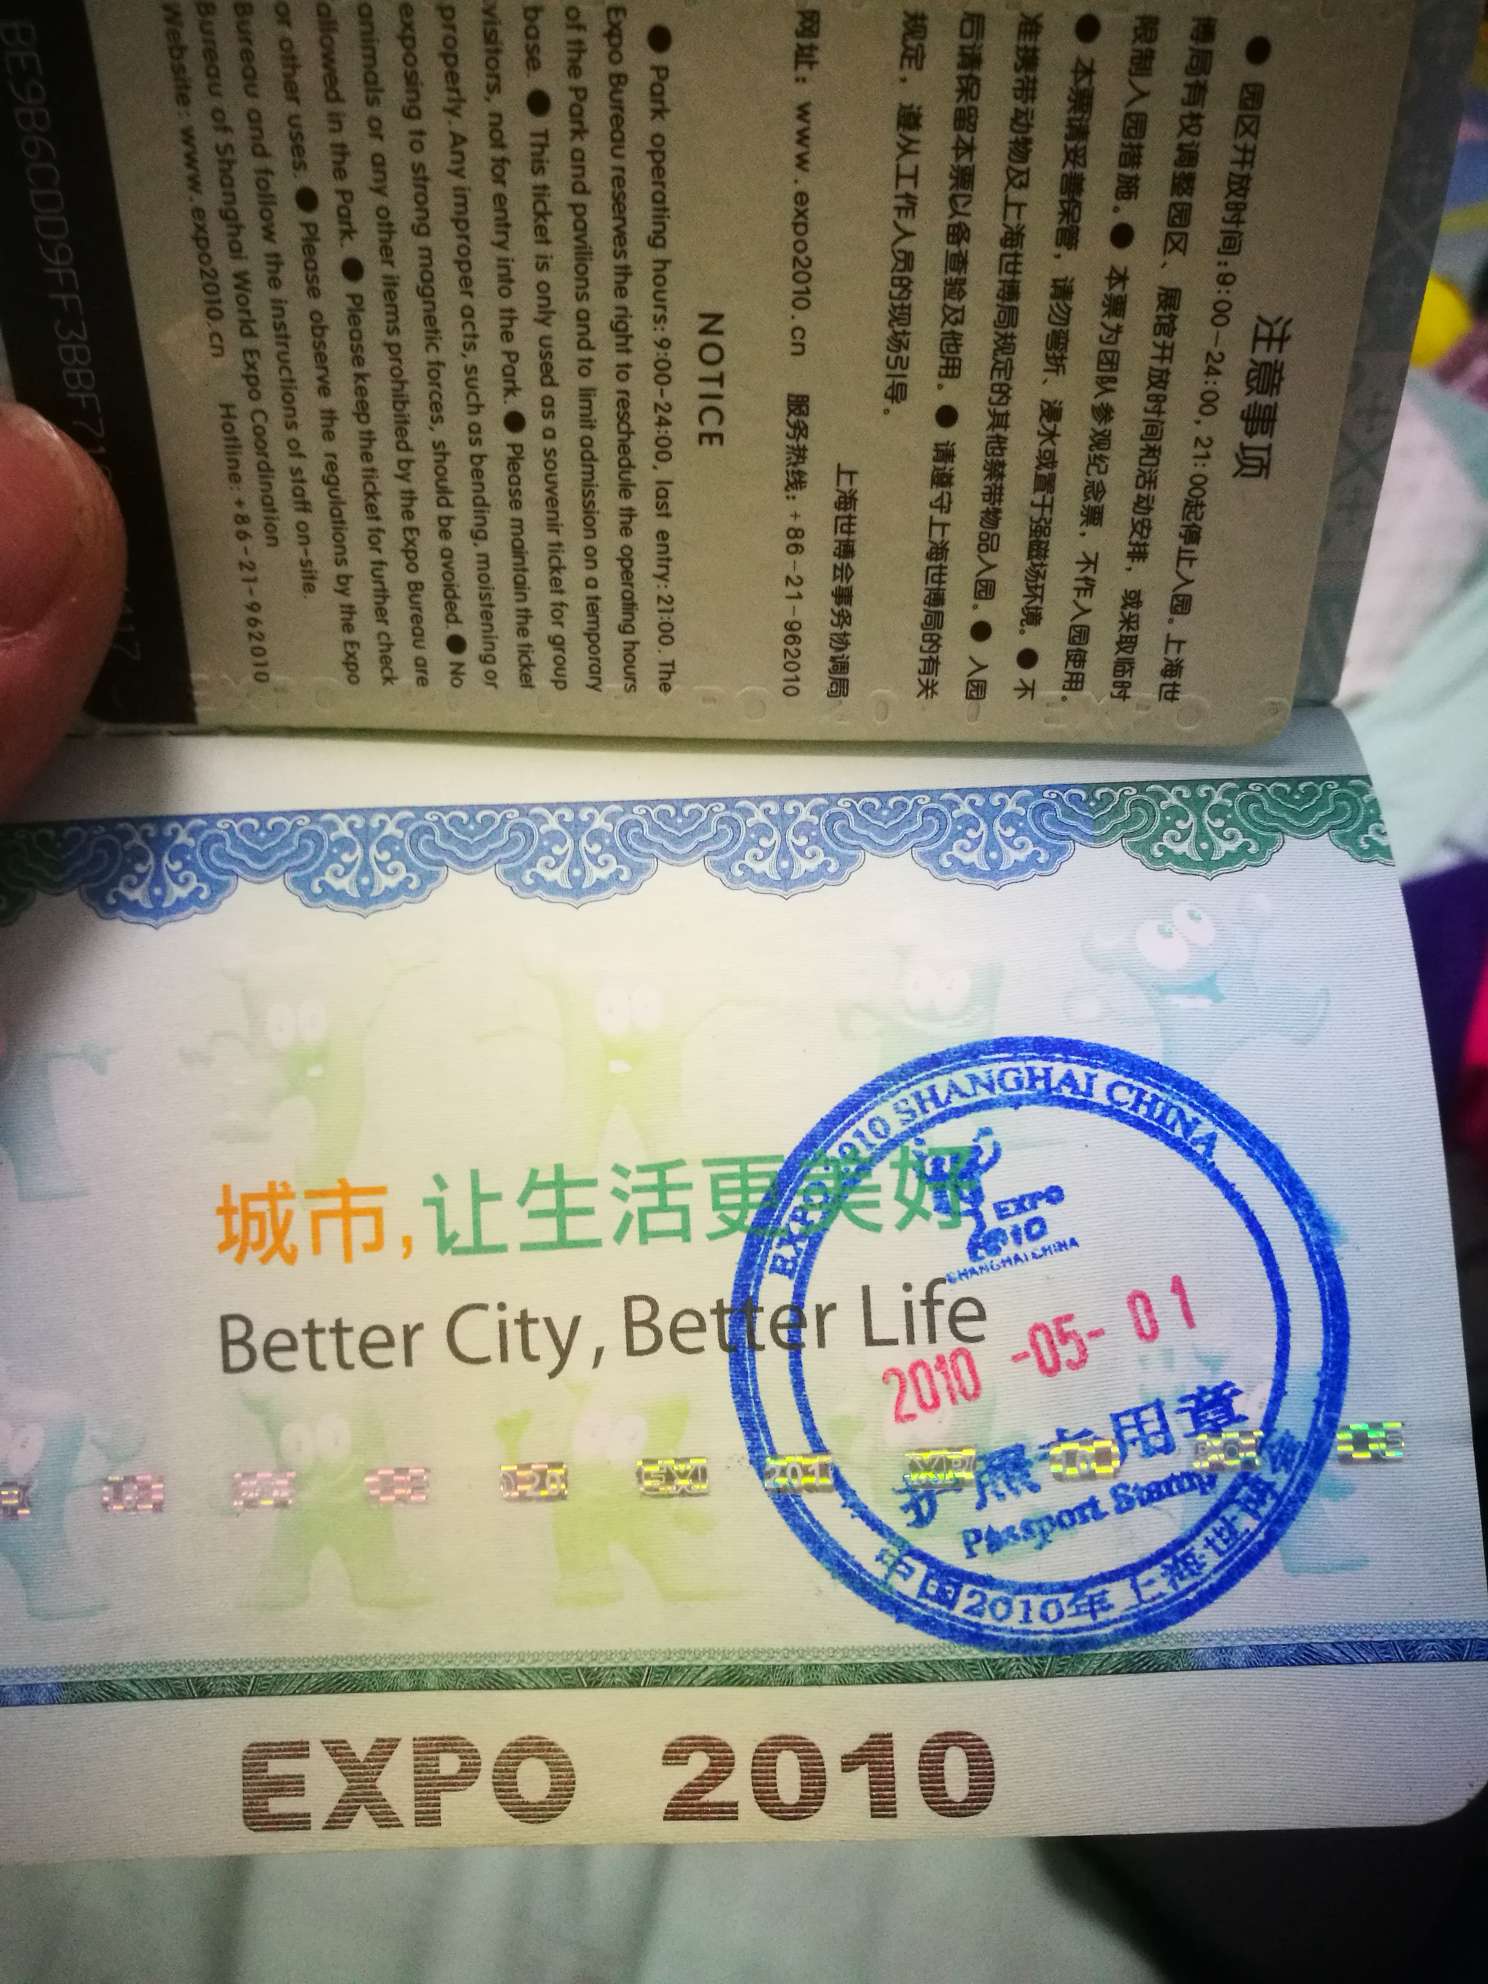 注意事项
● 园区开放时间:9:00-24:00, 21:00起停止入园。上海世
博局有权调整园区、展馆开放时间和活动安排，或采取临时
限制入园措施。● 本票为团队参观纪念票，不作入园使用。
● 本票请妥善保管，请勿弯折、浸水或置于强磁场环境。● 不
准携带动物及上海世博局规定的其他禁带物品入园。● 入园
后请保留本票以备查验及他用。● 请遵守上海世博局的有关
规定，遵从工作人员的现场引导。
上海世博会事务协调局
网址: www.expo2010.cn 服务热线:+86-21-962010
NOTICE
● Park operating hours: 9:00-24:00, last entry: 21:00. The
Expo Bureau reserves the right to reschedule the operating hours
of the Park and pavilions and to limit admission on a temporary
base. ● This ticket is only used as a souvenir ticket for group
visitors, not for entry into the Park. ● Please maintain the ticket
properly. Any improper acts, such as bending, moistening or
exposing to strong magnetic forces, should be avoided. ● No
animals or any other items prohibited by the Expo Bureau are
allowed in the Park. ● Please keep the ticket for further check
or other uses. ● Please observe the regulations by the Expo
Bureau and follow the instructions of staff on-site.
Bureau of Shanghai World Expo Coordination
Website: www.expo2010.cn Hotline:+86-21-962010
BE9B6CDD9FF3BBF71
城市,让生活更美好
Better City, Better Life
EXPO 2010 SHANGHAI CHINA
EXPO
2010
SHANGHAI CHINA
2010-05-01
护照专用章
Passport Stamp
中国2010年上海世博会
EXPO 2010